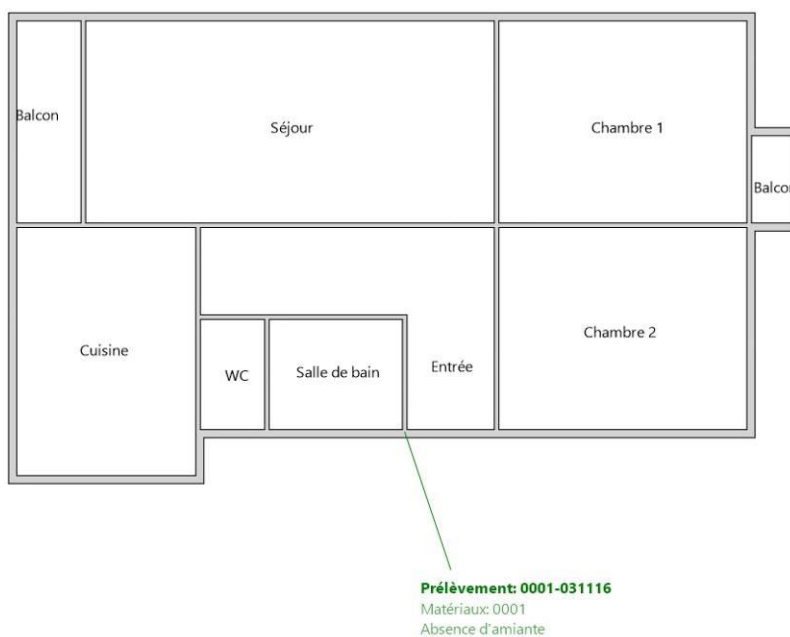 Balcon
Séjour
Chambre 1
Balcon
Cuisine
WC
Salle de bain
Entrée
Chambre 2
Prélèvement: 0001-031116
Matériaux: 0001
Absence d'amiante